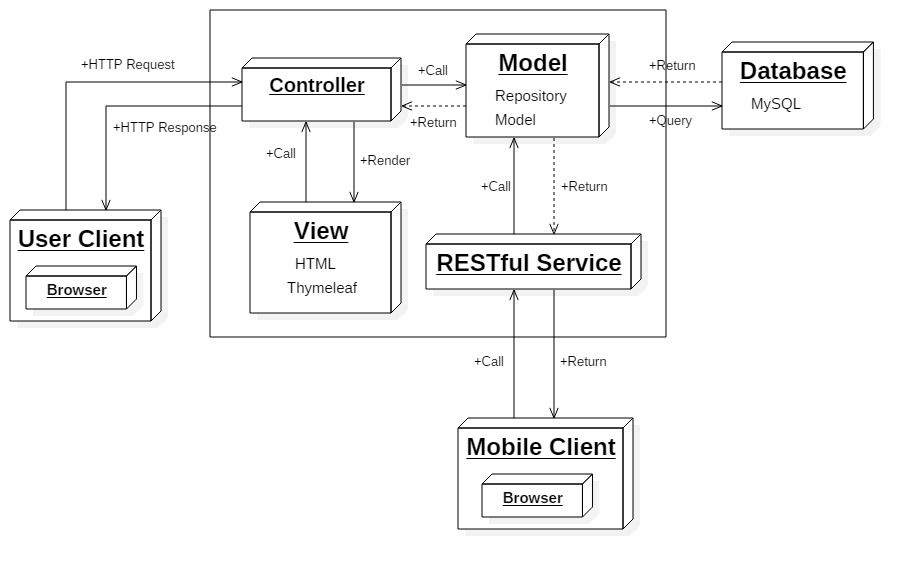 +HTTP Request
+HTTP Response
Controller
+Call
+Return
Model
Repository
Model
+Return
+Query
Database
MySQL
+Call
+Render
+Call
+Return
User Client
Browser
View
HTML
Thymeleaf
RESTful Service
+Call
+Return
Mobile Client
Browser